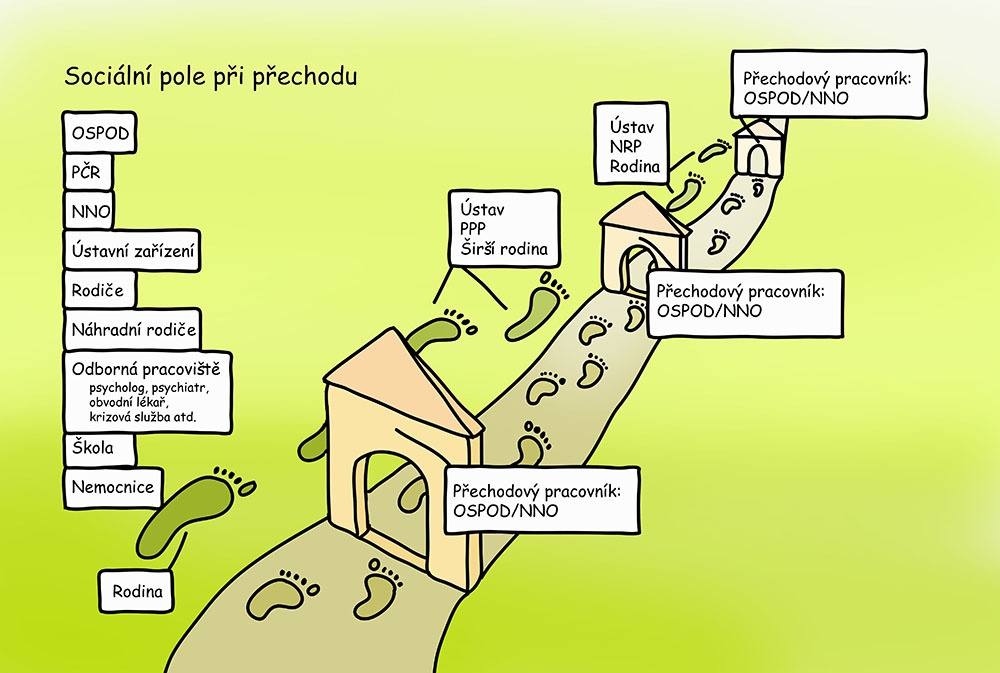 Sociální pole při přechodu
OSPOD
PČR
NNO
Ústavní zařízení
Rodiče
Náhradní rodiče
Odborná pracoviště
psycholog, psychiatr,
obvodní lékař,
krizová služba atd.
Škola
Nemocnice
Rodina
Ústav
PPP
Širší rodina
Přechodový pracovník:
OSPOD/NNO
Ústav
NRP
Rodina
Přechodový pracovník:
OSPOD/NNO
Přechodový pracovník:
OSPOD/NNO